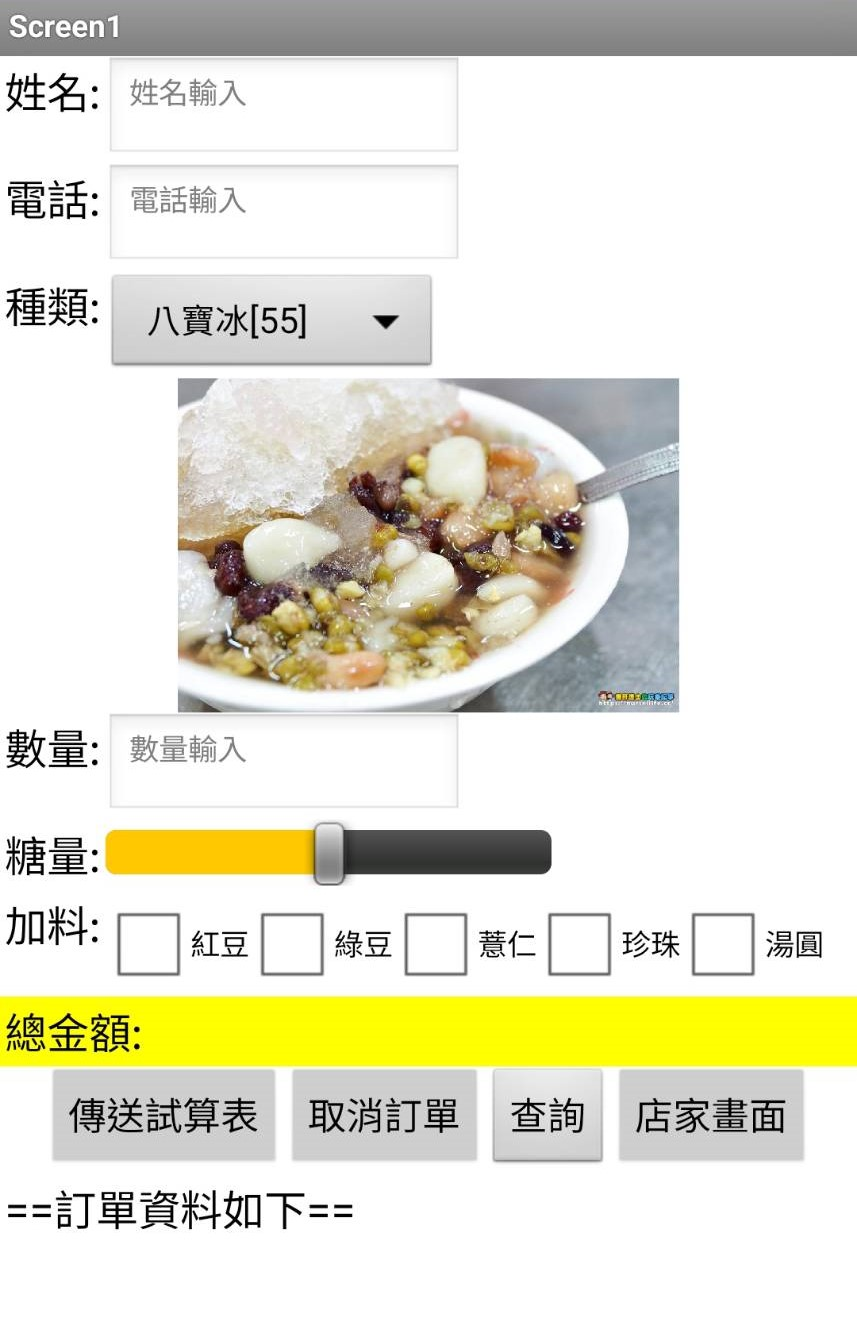 Screen1
姓名: 姓名輸入
電話: 電話輸入
種類: 八寶冰[55]
數量: 數量輸入
糖量:
加料: 紅豆 綠豆 薏仁 珍珠 湯圓
總金額:
傳送試算表 取消訂單 查詢 店家畫面
==訂單資料如下==